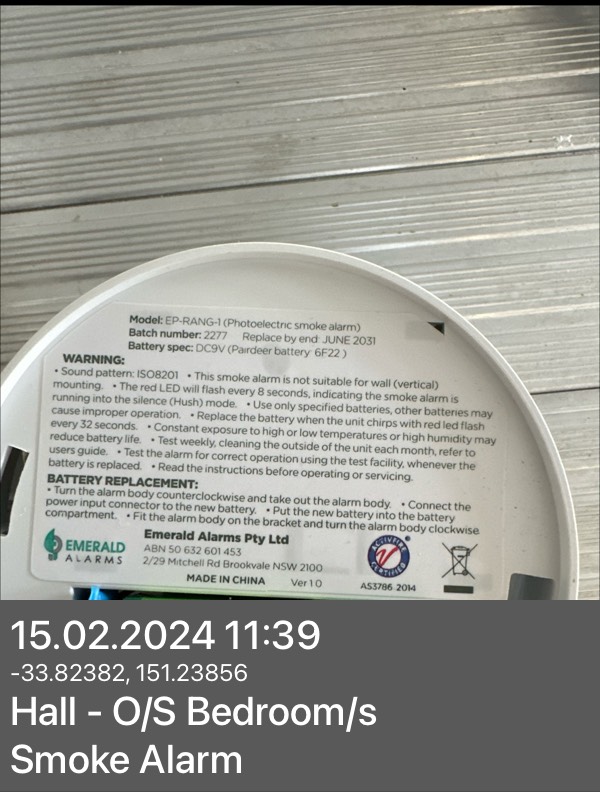 Model: EP-RANG-1 (Photoelectric smoke alarm)
Batch number: 2277 Replace by end: JUNE 2031
Battery spec: DC9V (Pairdeer battery 6F22 )
WARNING:
• Sound pattern: ISO8201 • This smoke alarm is not suitable for wall (vertical)
mounting. • The red LED will flash every 8 seconds, indicating the smoke alarm is
running into the silence (Hush) mode. • Use only specified batteries, other batteries may
cause improper operation. • Replace the battery when the unit chirps with red led flash
every 32 seconds. • Constant exposure to high or low temperatures or high humidity may
reduce battery life. • Test weekly, cleaning the outside of the unit each month, refer to
users guide. • Test the alarm for correct operation using the test facility, whenever the
battery is replaced. • Read the instructions before operating or servicing.
BATTERY REPLACEMENT:
• Turn the alarm body counterclockwise and take out the alarm body. • Connect the
power input connector to the new battery. • Put the new battery into the battery
compartment. • Fit the alarm body on the bracket and turn the alarm body clockwise
EMERALD
ALARMS
Emerald Alarms Pty Ltd
ABN 50 632 601 453
2/29 Mitchell Rd Brookvale NSW 2100
MADE IN CHINA Ver 1 0
ACTIVFIRE
CERTIFIED
AS3786 2014
15.02.2024 11:39
-33.82382, 151.23856
Hall - O/S Bedroom/s
Smoke Alarm